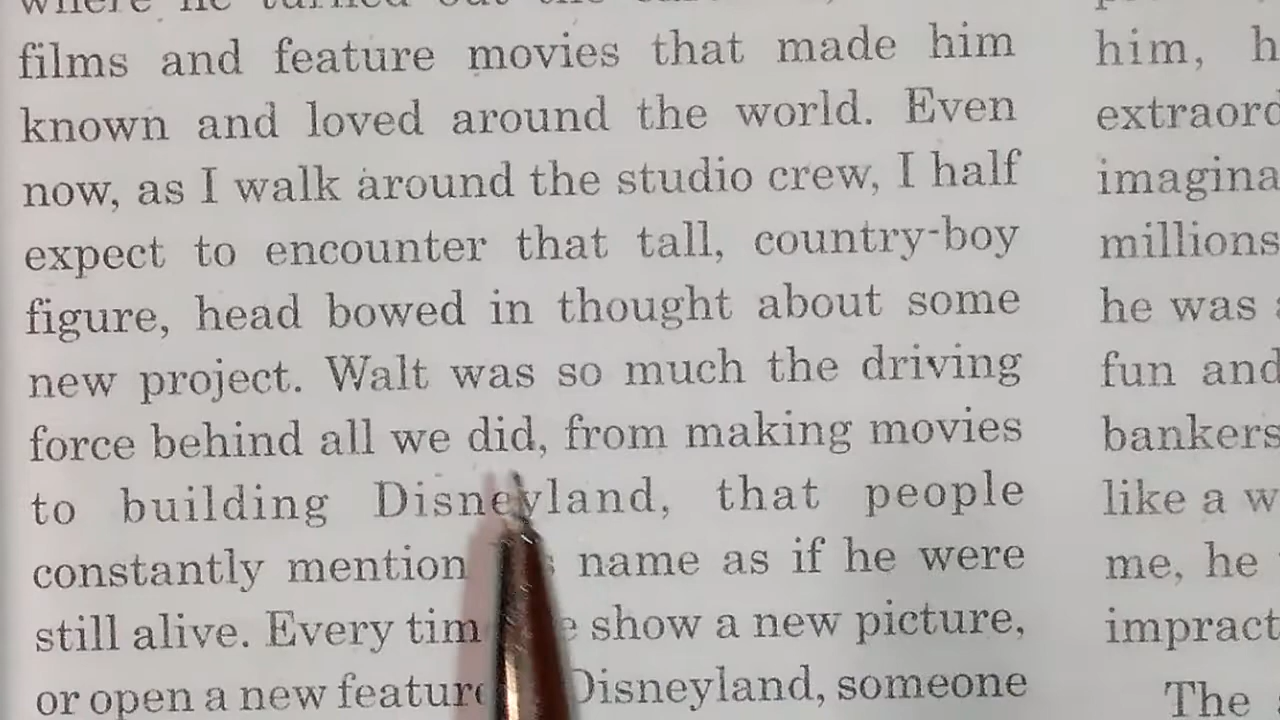 films and feature movies that made him
known and loved around the world. Even
now, as I walk around the studio crew, I half
expect to encounter that tall, country-boy
figure, head bowed in thought about some
new project. Walt was so much the driving
force behind all we did, from making movies
to building Disneyland, that people
constantly mention name as if he were
still alive. Every show a new picture,
or open a new feature Disneyland, someone
him,
millions
he was
fun and
bankers
like a
me, he
The